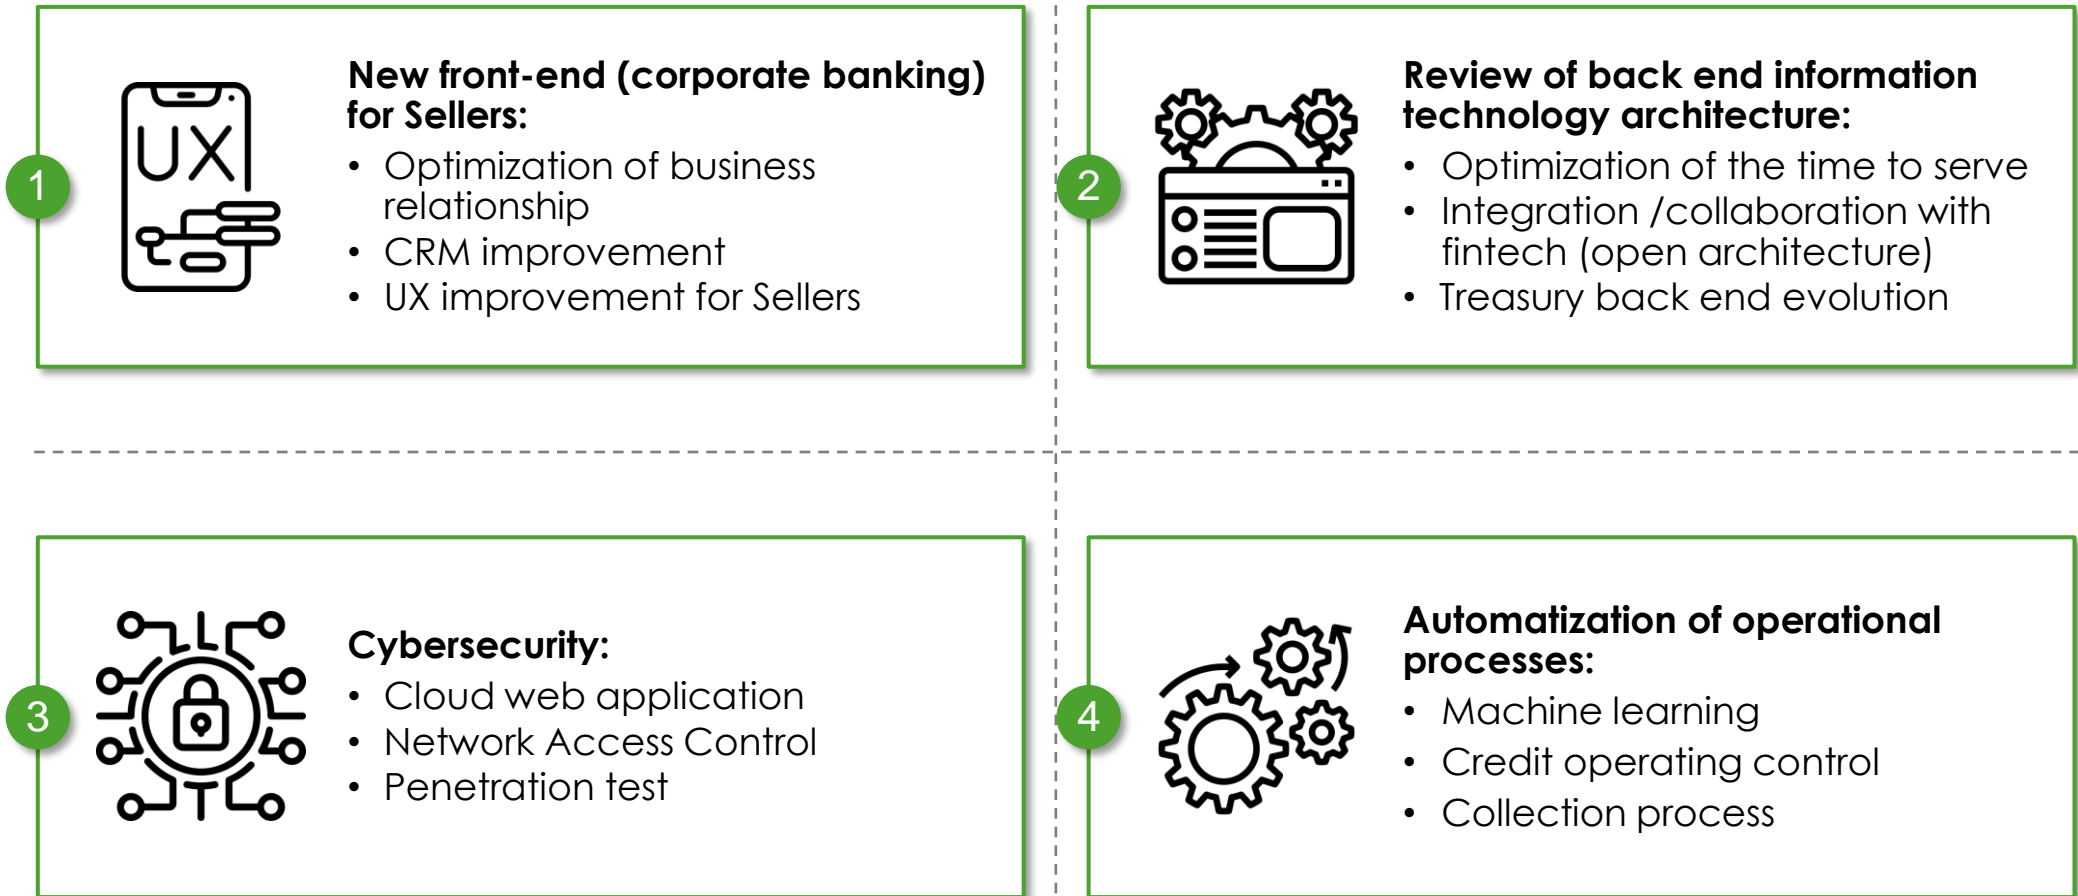 1
UX
New front-end (corporate banking)
for Sellers:
• Optimization of business
relationship
• CRM improvement
• UX improvement for Sellers
2
Review of back end information
technology architecture:
• Optimization of the time to serve
• Integration /collaboration with
fintech (open architecture)
• Treasury back end evolution
3
Cybersecurity:
• Cloud web application
• Network Access Control
• Penetration test
4
Automatization of operational
processes:
• Machine learning
• Credit operating control
• Collection process